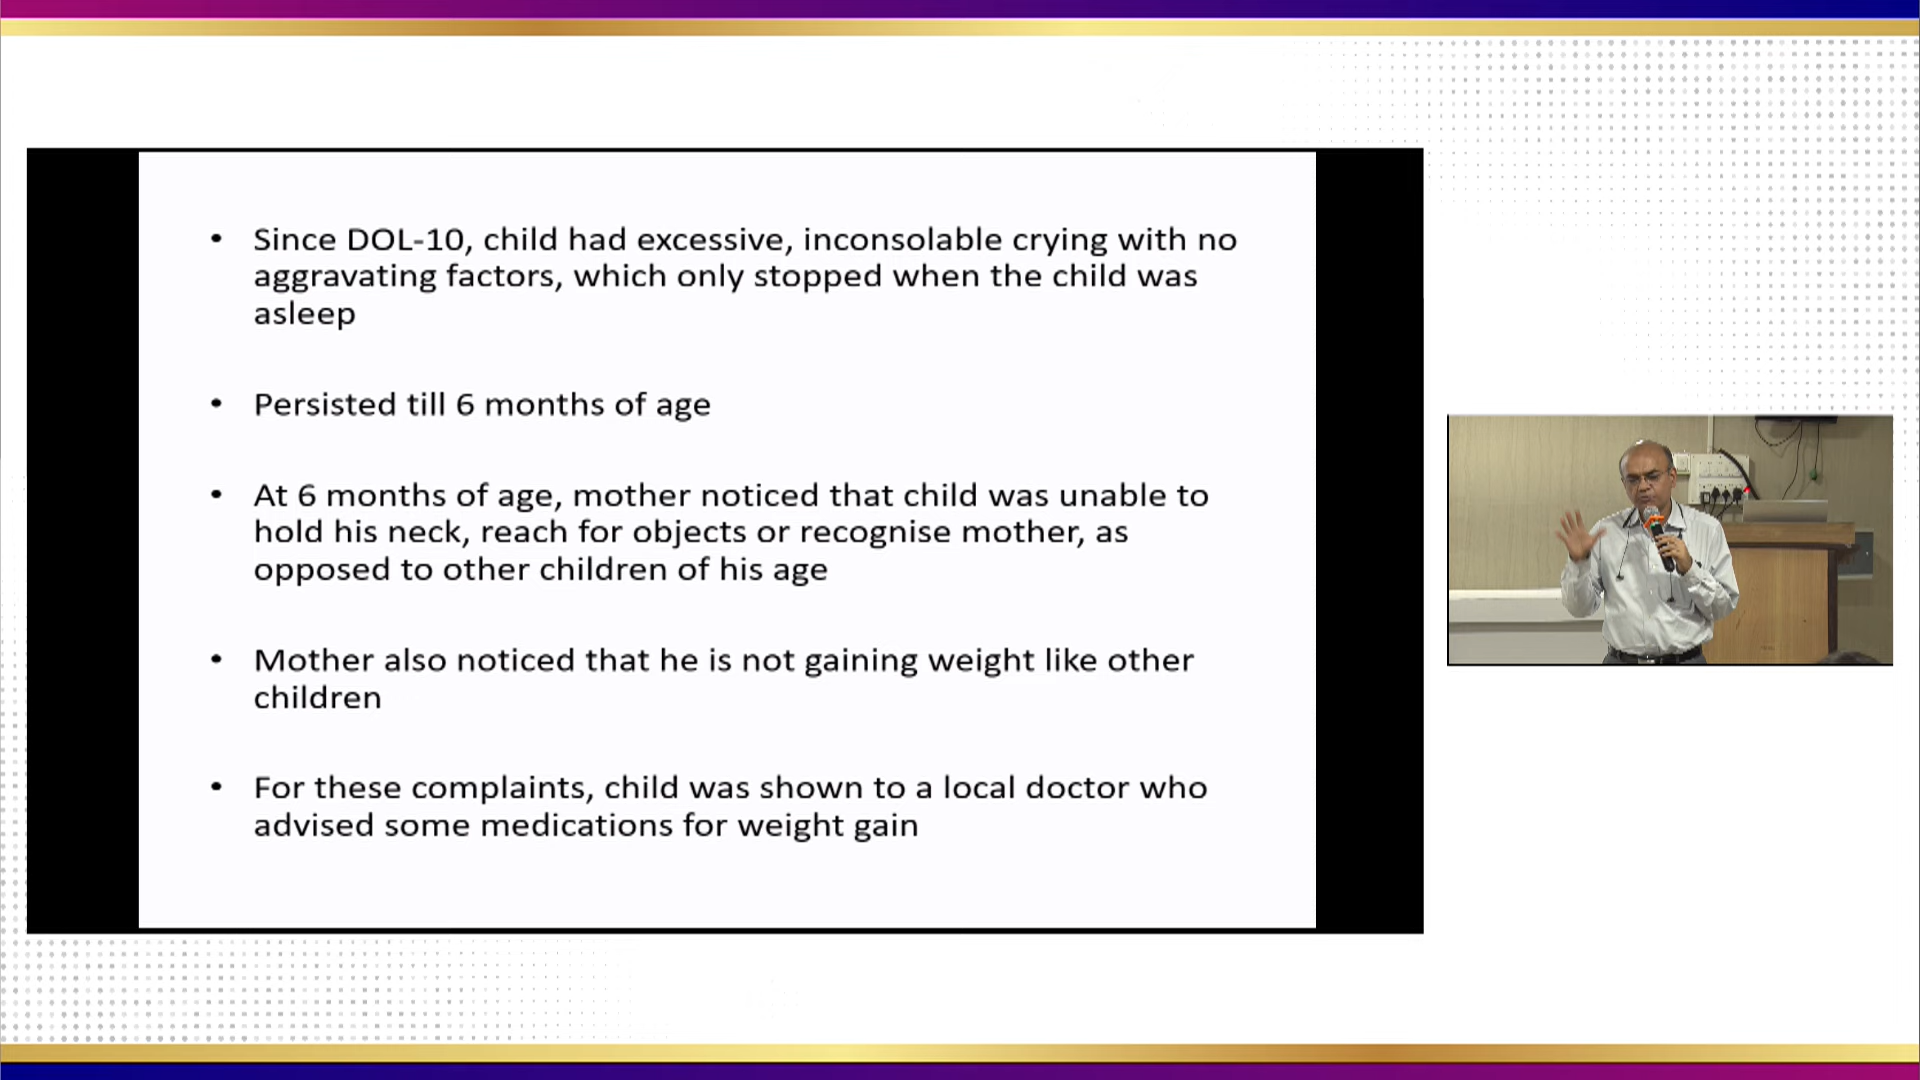 • Since DOL-10, child had excessive, inconsolable crying with no
aggravating factors, which only stopped when the child was
asleep
• Persisted till 6 months of age
• At 6 months of age, mother noticed that child was unable to
hold his neck, reach for objects or recognise mother, as
opposed to other children of his age
• Mother also noticed that he is not gaining weight like other
children
• For these complaints, child was shown to a local doctor who
advised some medications for weight gain